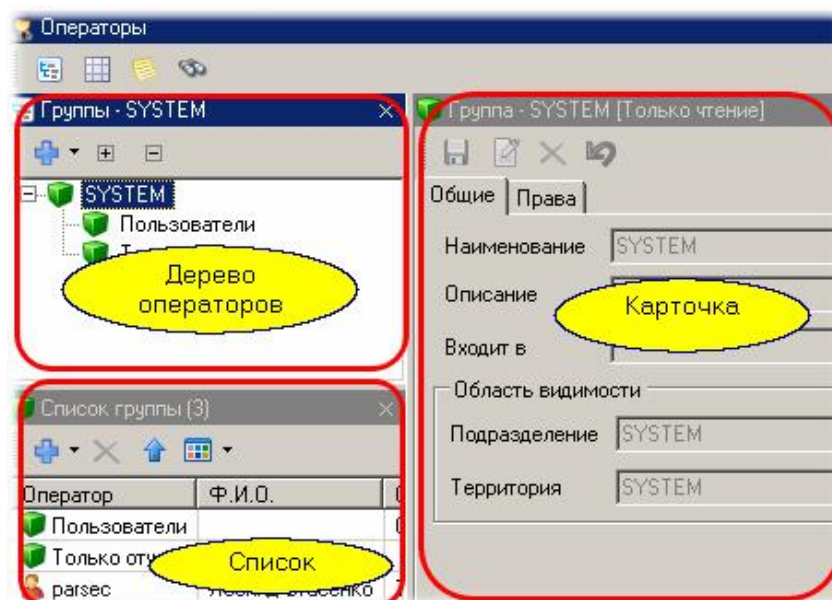 Операторы
Группы - SYSTEM
SYSTEM
Пользователи
Дерево
операторов
Список группы (3)
Оператор Ф.И.О.
Пользователи
Только
Список
parsec
Группа - SYSTEM [Только чтение]
Общие Права
Наименование SYSTEM
Описание
Карточка
Входит в
Область видимости
Подразделение SYSTEM
Территория SYSTEM